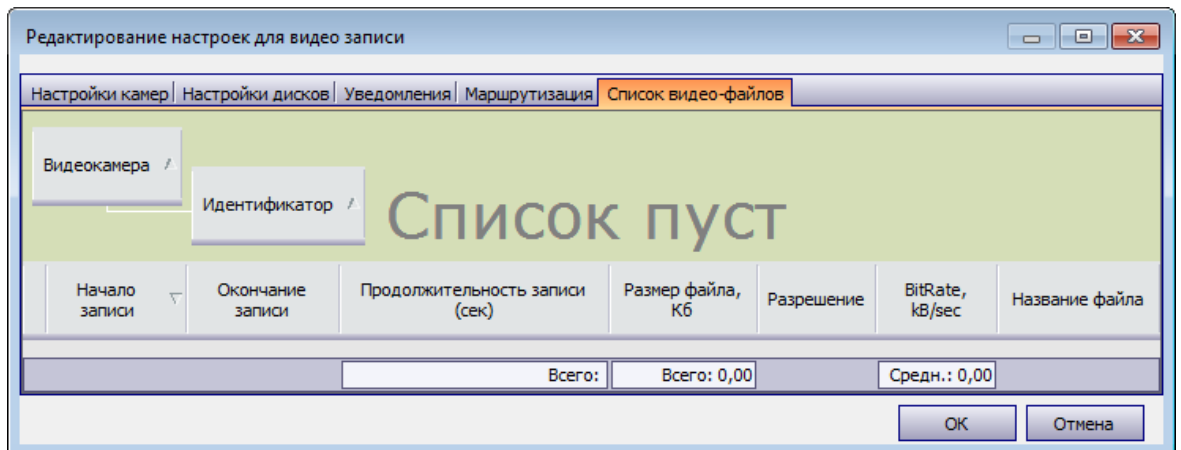 Редактирование настроек для видео записи
Настройки камер Настройки дисков Уведомления Маршрутизация Список видео-файлов
Видеокамера
Идентификатор
Список пуст
Начало записи
Окончание записи
Продолжительность записи (сек)
Размер файла, Кб
Разрешение
BitRate, kB/sec
Название файла
Всего: Всего: 0,00 Средн.: 0,00
OK Отмена